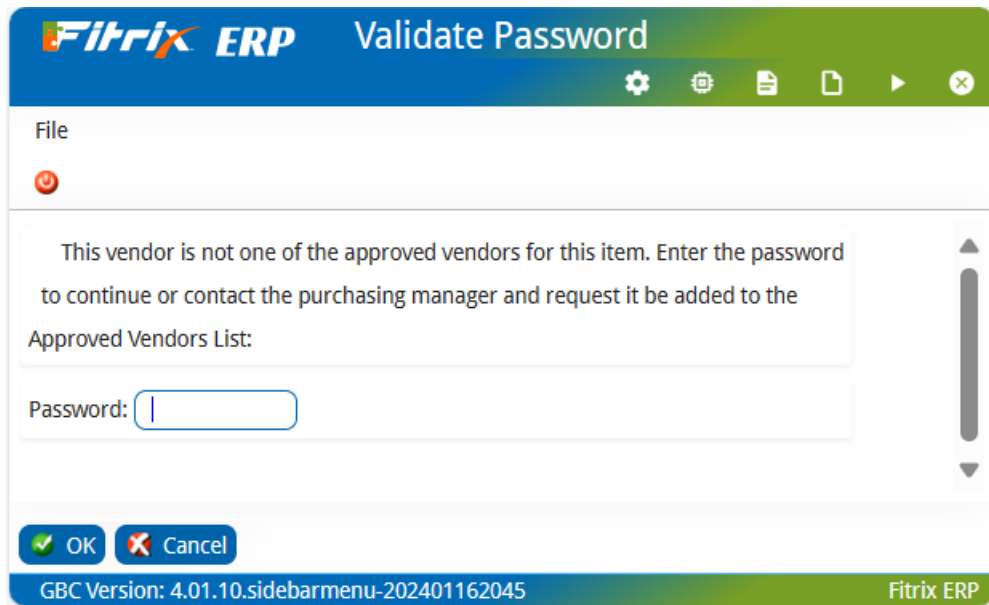 Fitrix ERP Validate Password
File
This vendor is not one of the approved vendors for this item. Enter the password
to continue or contact the purchasing manager and request it be added to the
Approved Vendors List:
Password:
OK Cancel
GBC Version: 4.01.10.sidebarmenu-202401162045 Fitrix ERP